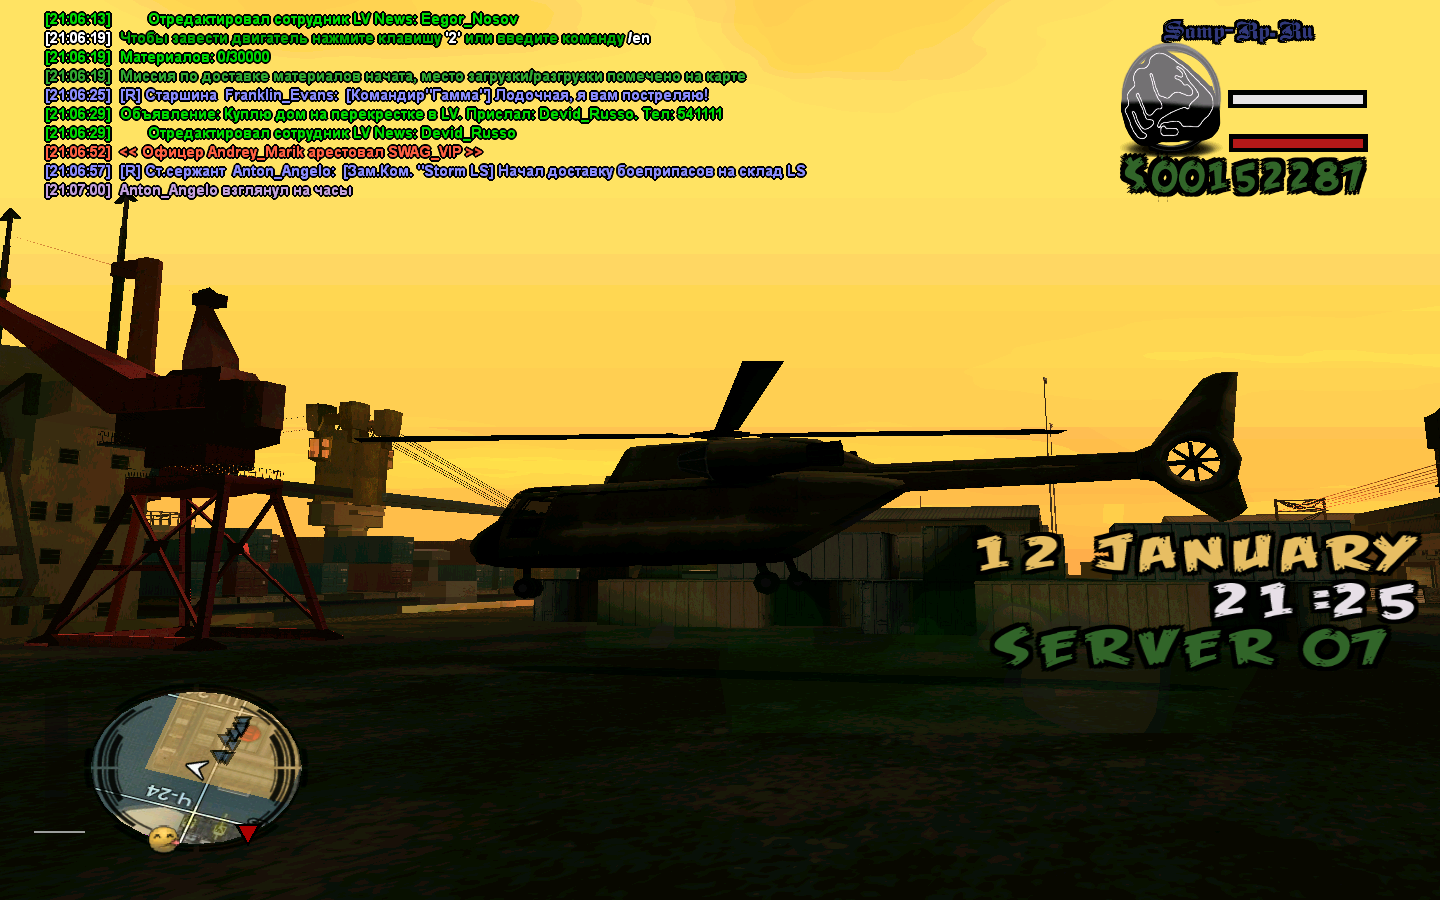 [21:06:13] Отредактировал сотрудник LV News: Eegor_Nosov
[21:06:19] Чтобы завести двигатель нажмите клавишу '2' или введите команду /en
[21:06:19] Материалов: 0/30000
[21:06:19] Миссия по доставке материалов начата, место загрузки/разгрузки помечено на карте
[21:06:25] [R] Старшина Franklin_Evans: [Командир"Гамма"] Лодочная, я вам постреляю!
[21:06:29] Объявление: Куплю дом на перекрестке в LV. Прислал: Devid_Russo. Тел: 541111
[21:06:29] Отредактировал сотрудник LV News: Devid_Russo
[21:06:52] << Офицер Andrey_Marik арестовал SWAG_VIP >>
[21:06:57] [R] Ст.сержант Anton_Angelo: [Зам.Ком. "Storm LS] Начал доставку боеприпасов на склад LS
[21:07:00] Anton_Angelo взглянул на часы
Samp-Rp.Ru
$00152287
12 JANUARY
21:25
SERVER 07
Ч-24